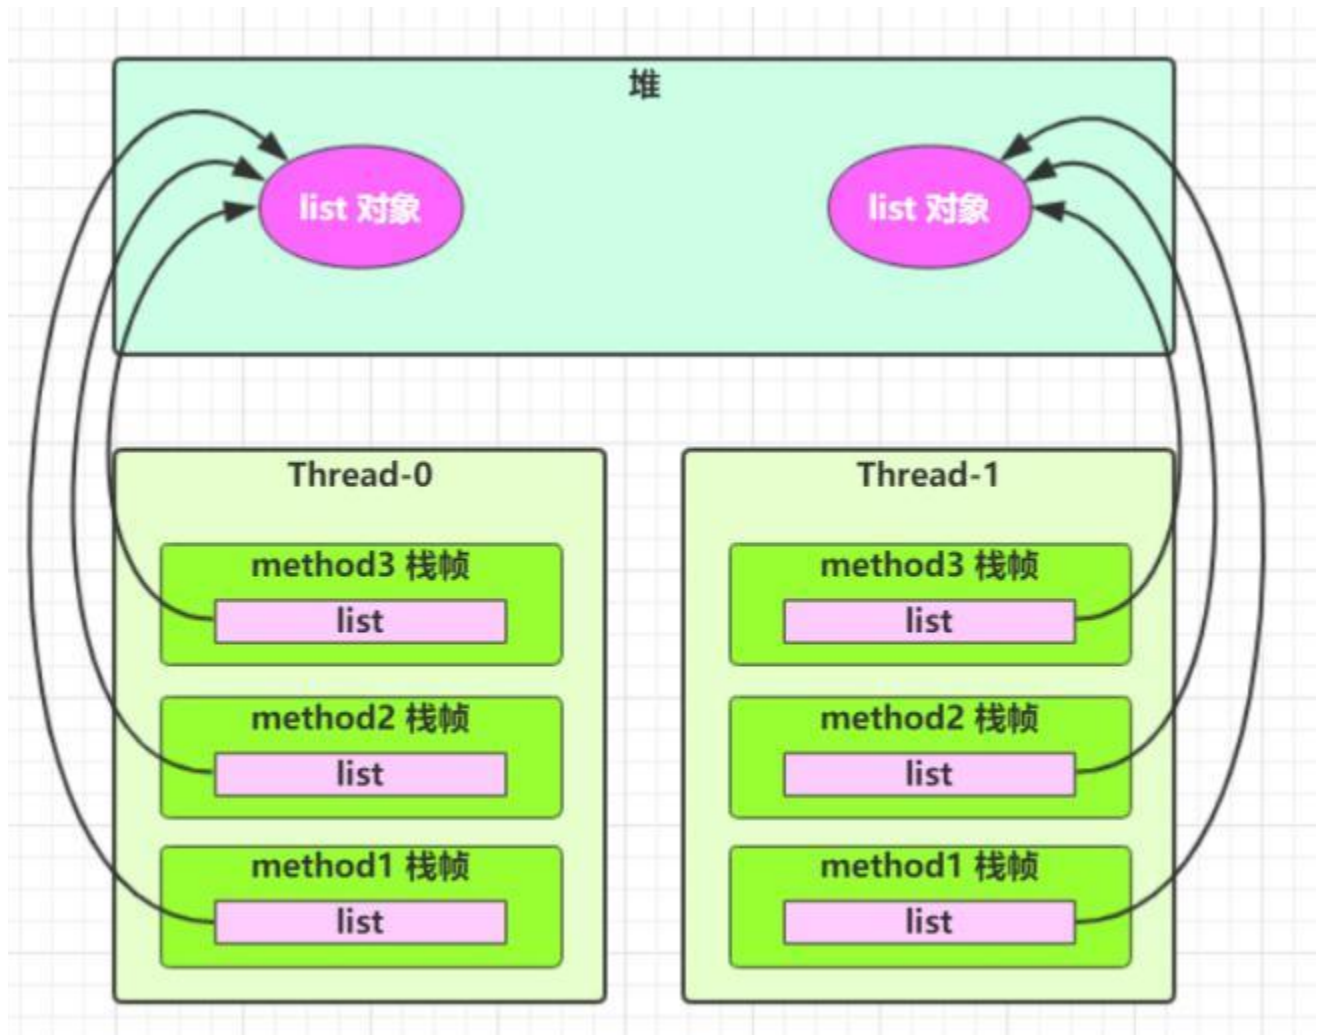 堆
list 对象
list 对象
Thread-0
method3 栈帧
list
method2 栈帧
list
method1 栈帧
list
Thread-1
method3 栈帧
list
method2 栈帧
list
method1 栈帧
list